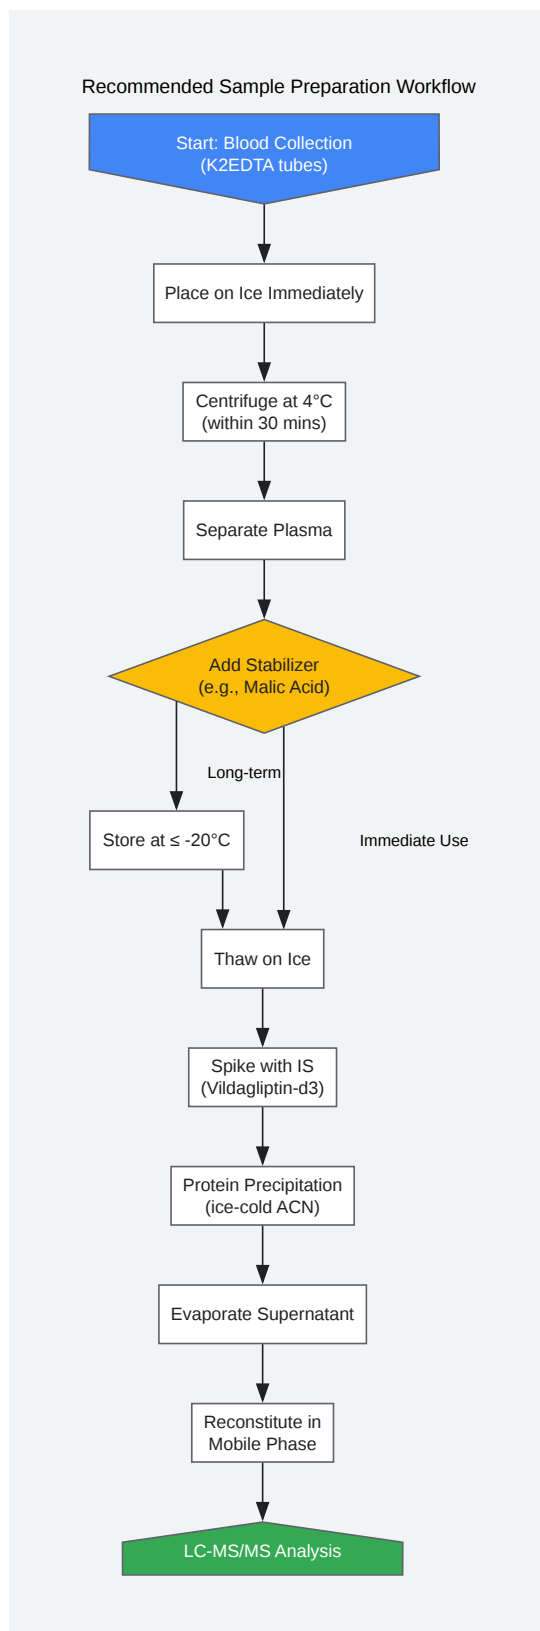 Recommended Sample Preparation Workflow
Start: Blood Collection
(K2EDTA tubes)
Place on Ice Immediately
Centrifuge at 4°C
(within 30 mins)
Separate Plasma
Add Stabilizer
(e.g., Malic Acid)
Long-term
Store at ≤ -20°C
Immediate Use
Thaw on Ice
Spike with IS
(Vildagliptin-d3)
Protein Precipitation
(ice-cold ACN)
Evaporate Supernatant
Reconstitute in
Mobile Phase
LC-MS/MS Analysis